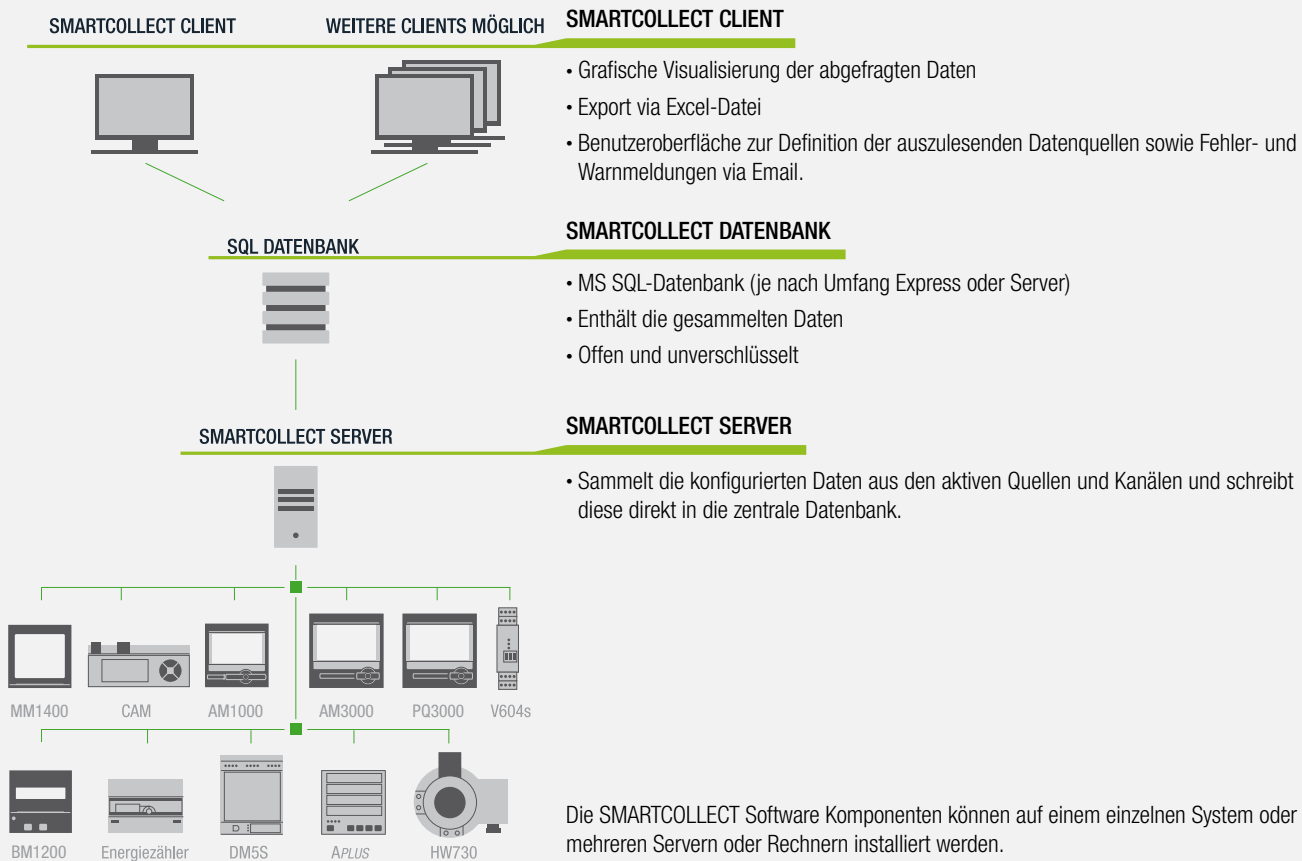 SMARTCOLLECT CLIENT
WEITERE CLIENTS MÖGLICH
SMARTCOLLECT CLIENT
• Grafische Visualisierung der abgefragten Daten
• Export via Excel-Datei
• Benutzeroberfläche zur Definition der auszulesenden Datenquellen sowie Fehler- und
Warnmeldungen via Email.
SQL DATENBANK
SMARTCOLLECT DATENBANK
• MS SQL-Datenbank (je nach Umfang Express oder Server)
• Enthält die gesammelten Daten
• Offen und unverschlüsselt
SMARTCOLLECT SERVER
SMARTCOLLECT SERVER
• Sammelt die konfigurierten Daten aus den aktiven Quellen und Kanälen und schreibt
diese direkt in die zentrale Datenbank.
MM1400 CAM AM1000 AM3000 PQ3000 V604s
BM1200 Energiezähler DM5S APLUS HW730
Die SMARTCOLLECT Software Komponenten können auf einem einzelnen System oder
mehreren Servern oder Rechnern installiert werden.